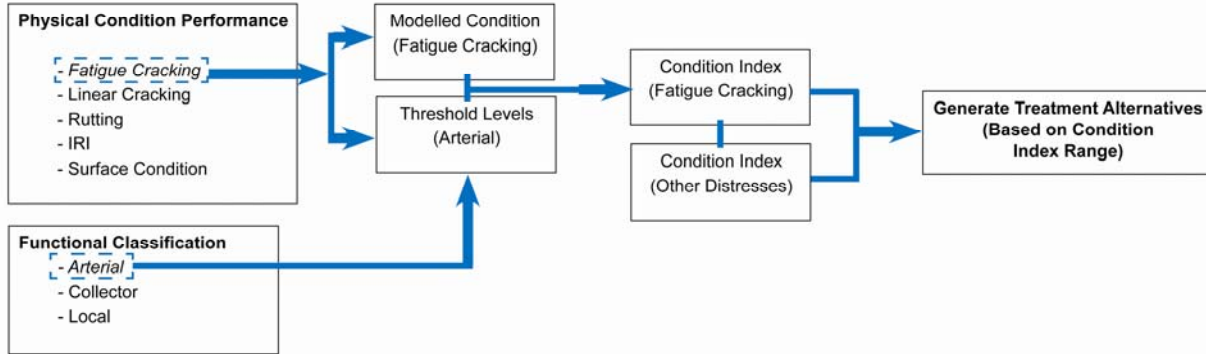 Physical Condition Performance
- Fatigue Cracking
- Linear Cracking
- Rutting
- IRI
- Surface Condition
Functional Classification
- Arterial
- Collector
- Local
Modelled Condition
(Fatigue Cracking)
Threshold Levels
(Arterial)
Condition Index
(Fatigue Cracking)
Condition Index
(Other Distresses)
Generate Treatment Alternatives
(Based on Condition
Index Range)